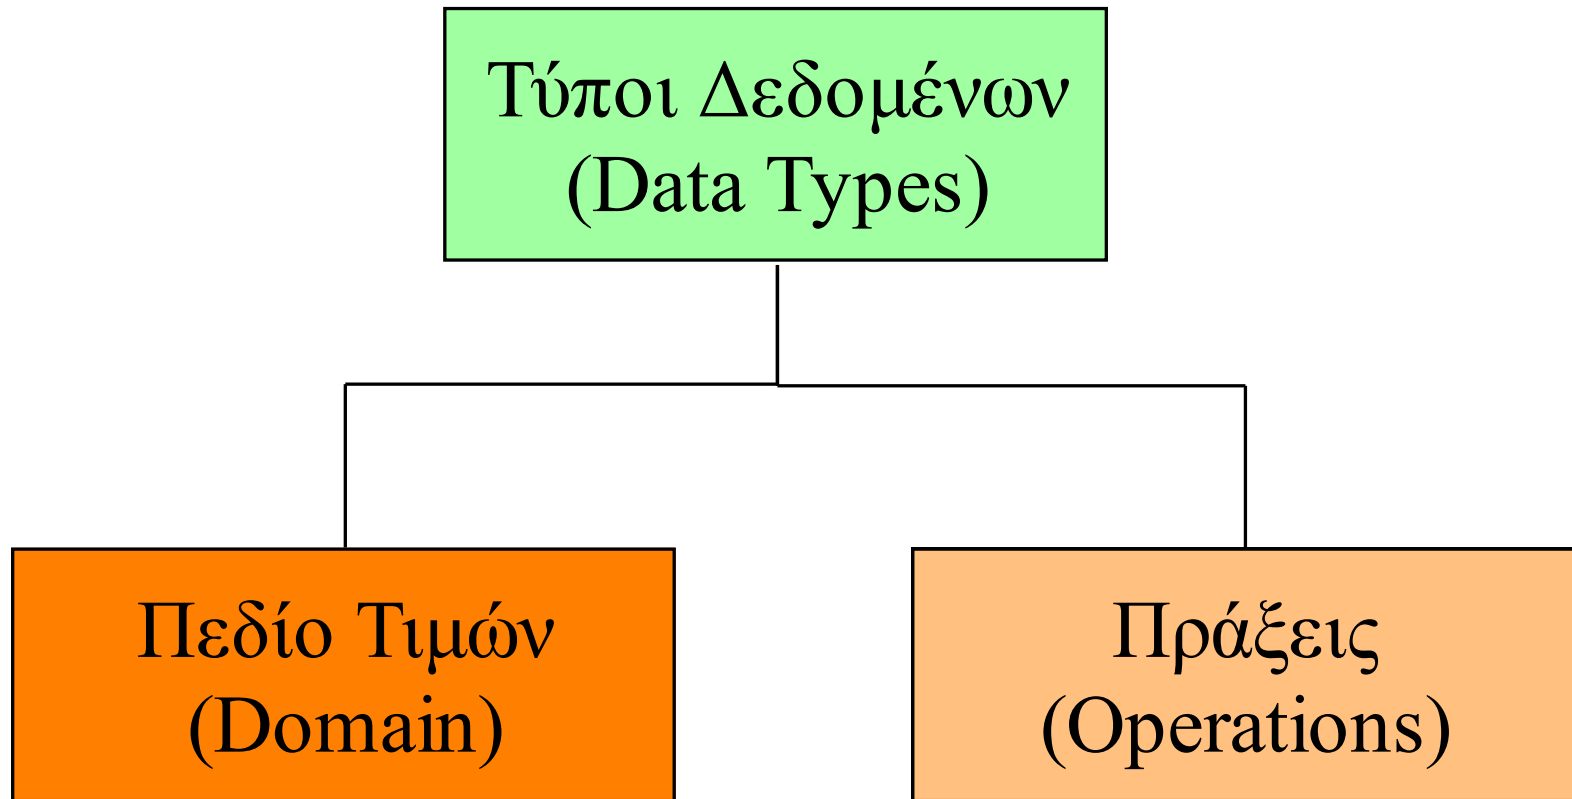 Τύποι Δεδομένων
(Data Types)
Πεδίο Τιμών
(Domain)
Πράξεις
(Operations)